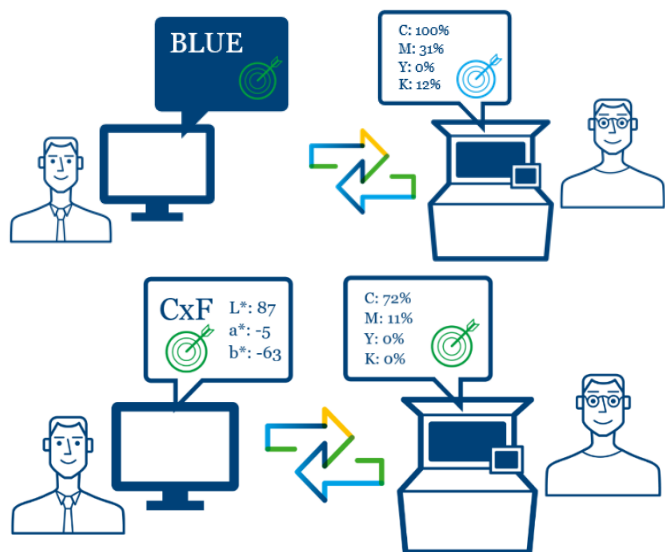 BLUE
C: 100%
M: 31%
Y: 0%
K: 12%
CxF
L*: 87
a*: -5
b*: -63
C: 72%
M: 11%
Y: 0%
K: 0%